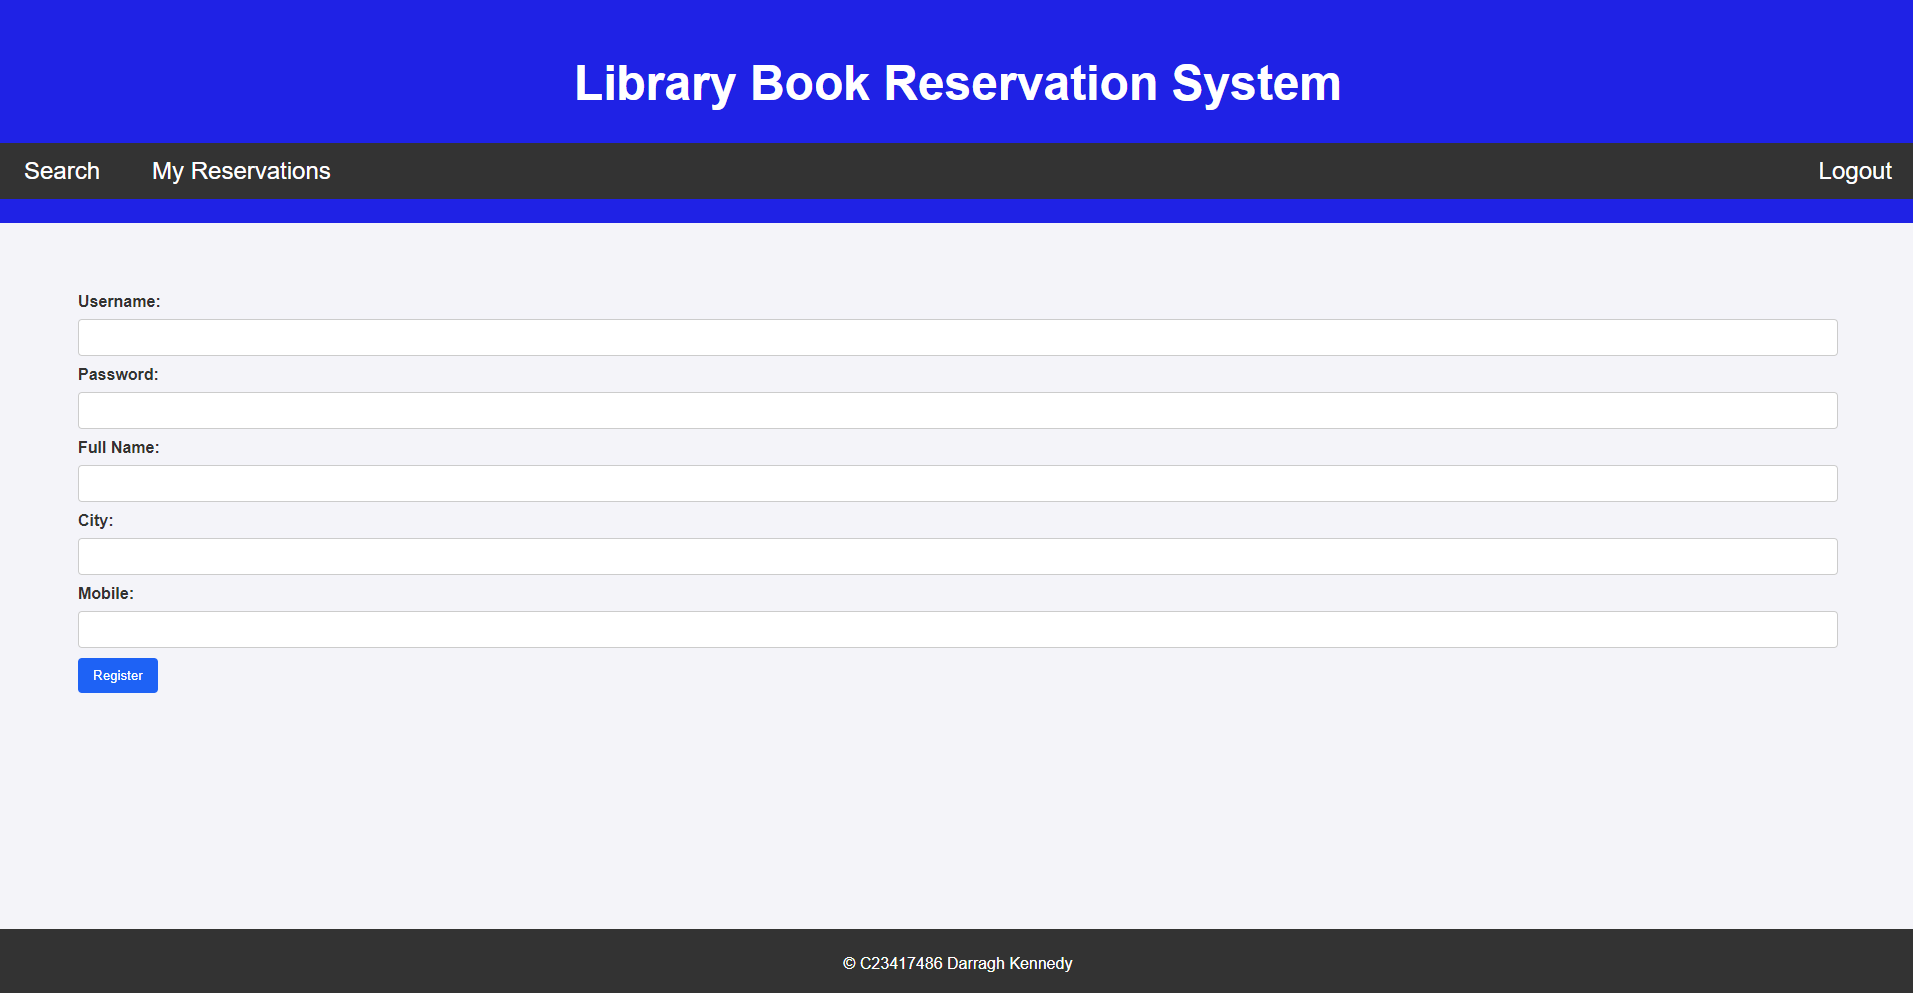 Library Book Reservation System
Search My Reservations Logout
Username:
Password:
Full Name:
City:
Mobile:
Register
© C23417486 Darragh Kennedy